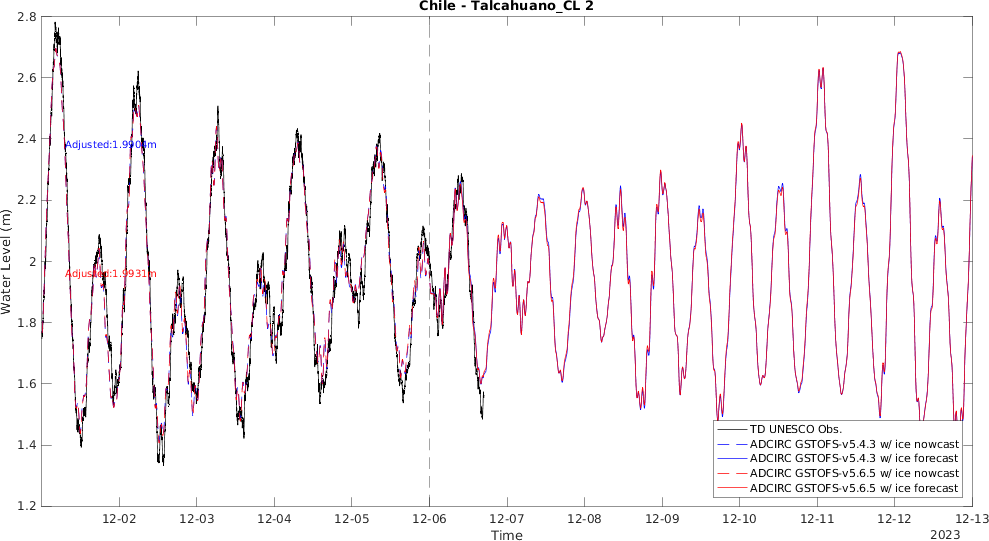 Chile - Talcahuano_CL 2
2.8
2.6
2.4
2.2
2
1.8
1.6
1.4
1.2
Water Level (m)
Adjusted:1.9904m
Adjusted:1.9931m
TD UNESCO Obs.
ADCIRC GSTOFS-v5.4.3 w/ ice nowcast
ADCIRC GSTOFS-v5.4.3 w/ ice forecast
ADCIRC GSTOFS-v5.6.5 w/ ice nowcast
ADCIRC GSTOFS-v5.6.5 w/ ice forecast
12-02 12-03 12-04 12-05 12-06 12-07 12-08 12-09 12-10 12-11 12-12 12-13
Time
2023